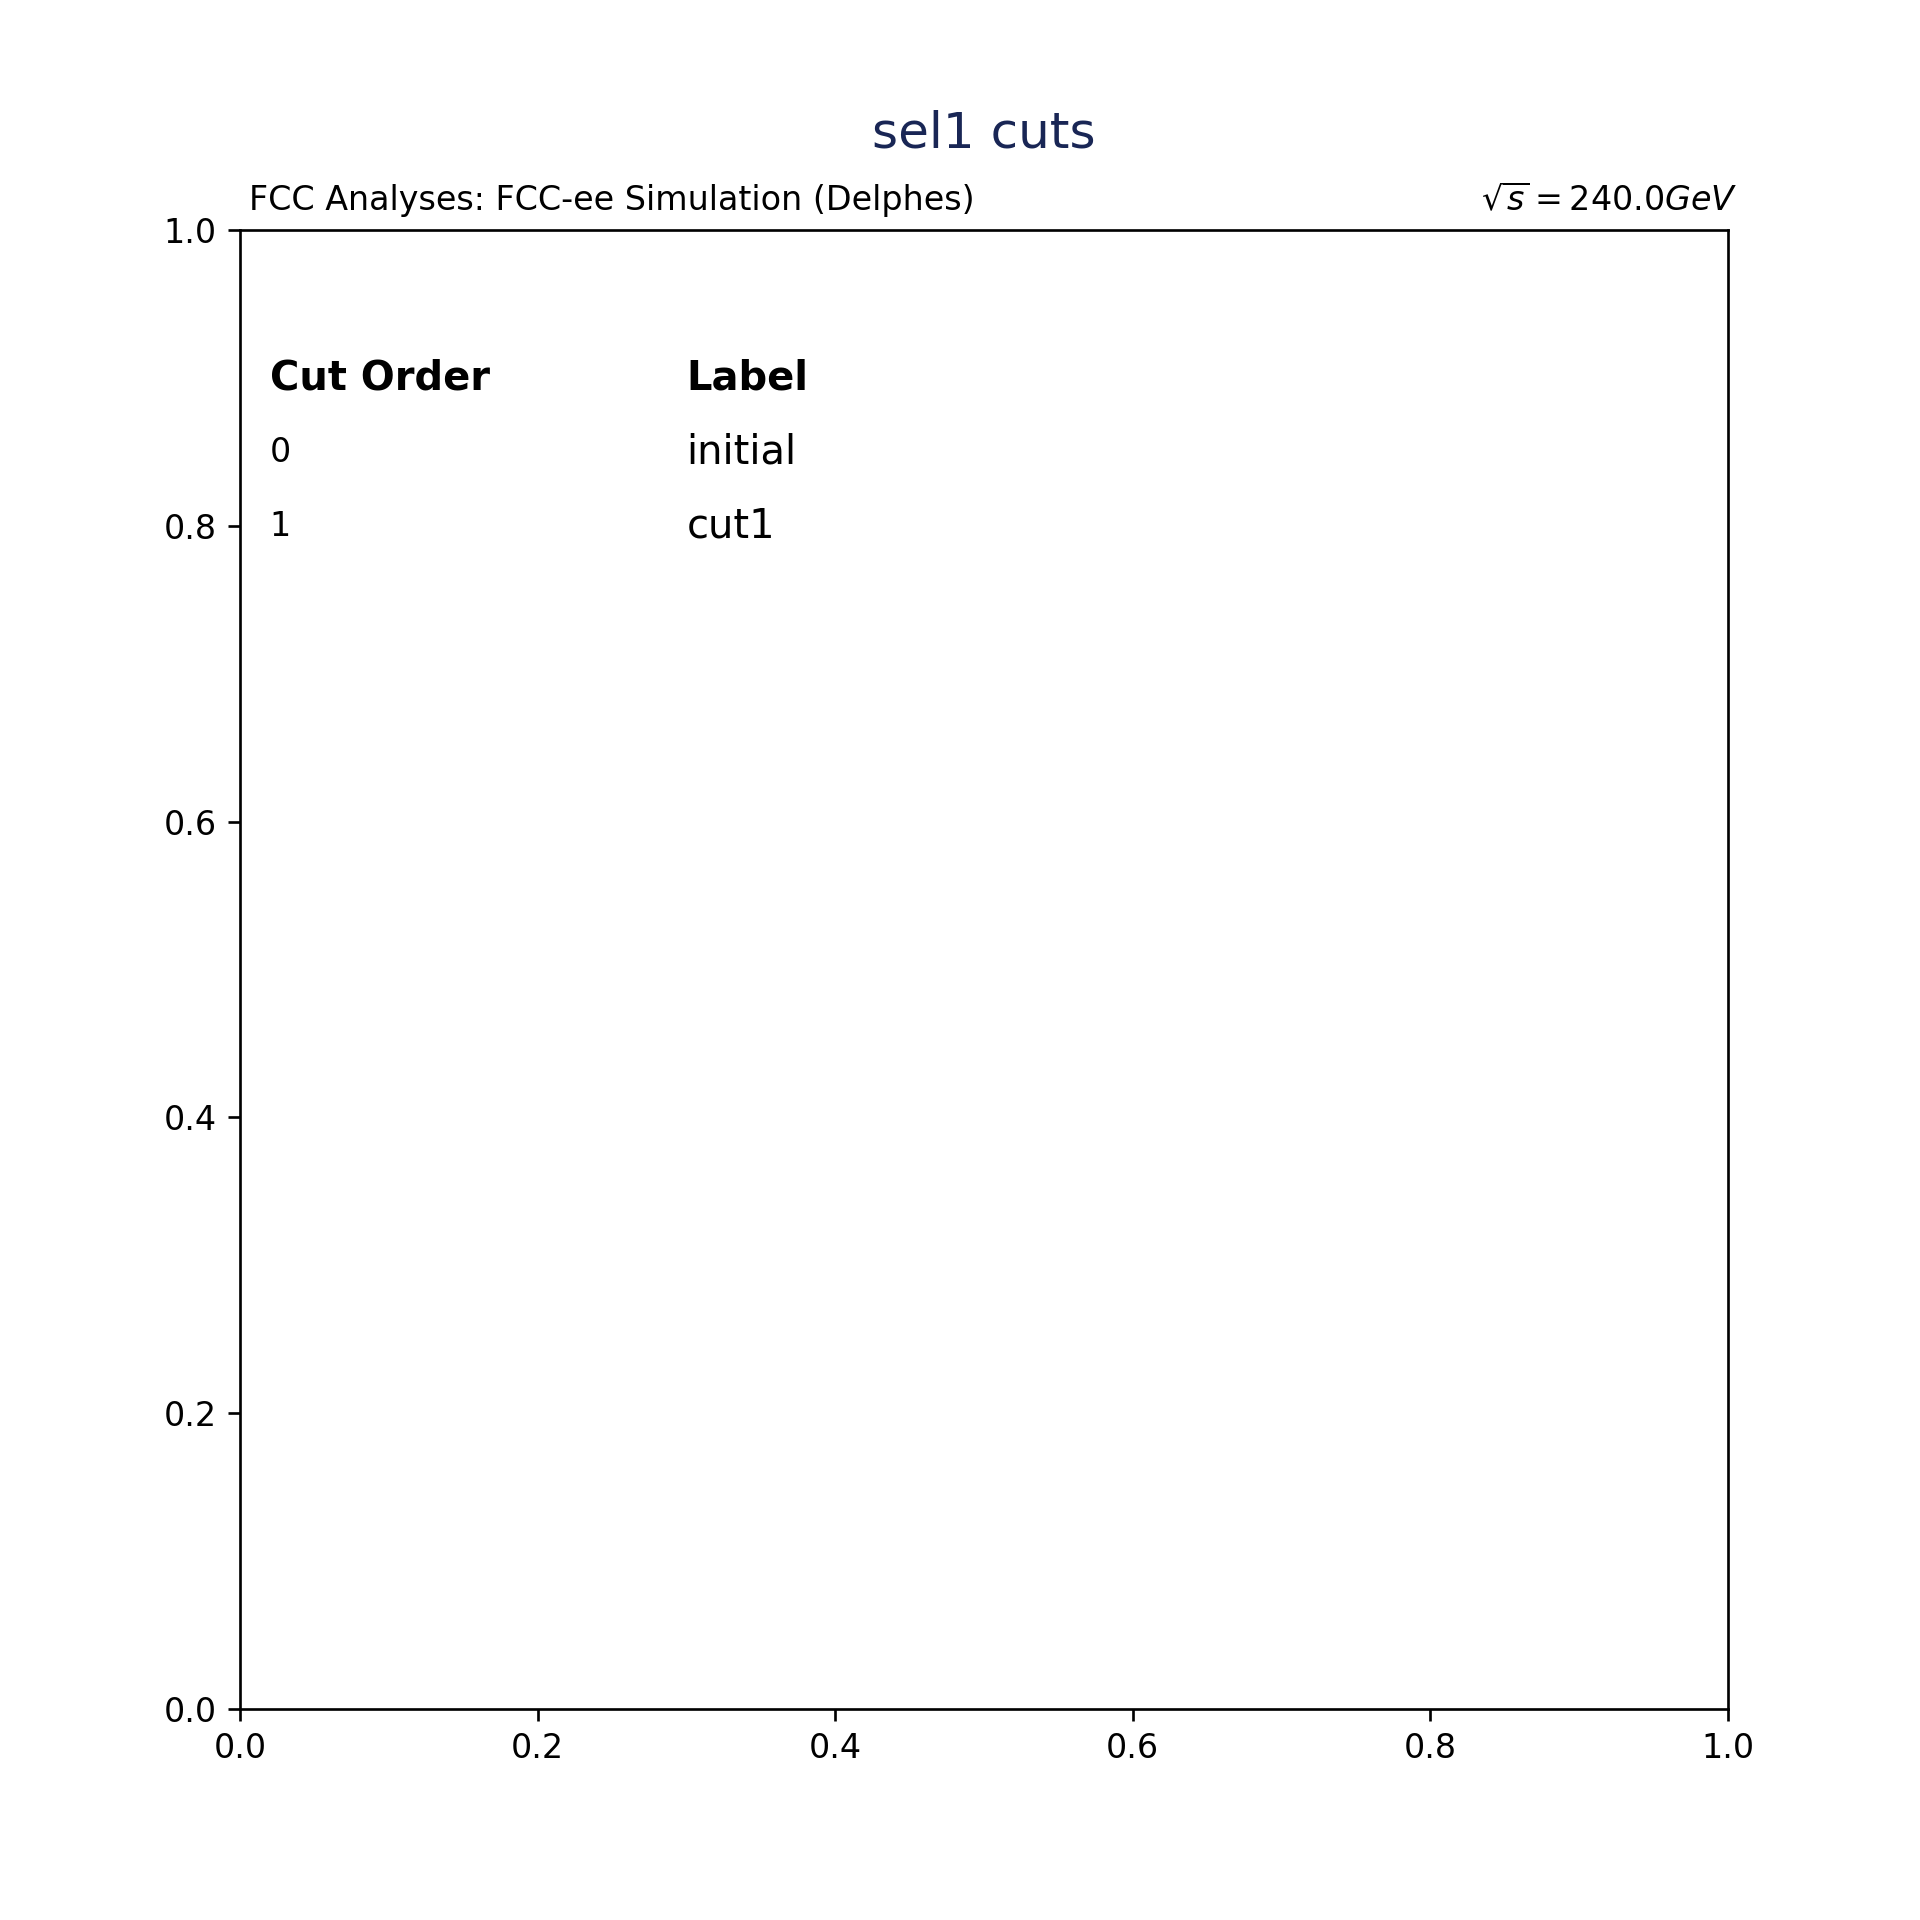 sel1 cuts
FCC Analyses: FCC-ee Simulation (Delphes) √s = 240.0GeV
1.0
Cut Order Label
0 initial
1 cut1
0.8
0.6
0.4
0.2
0.0
0.0 0.2 0.4 0.6 0.8 1.0